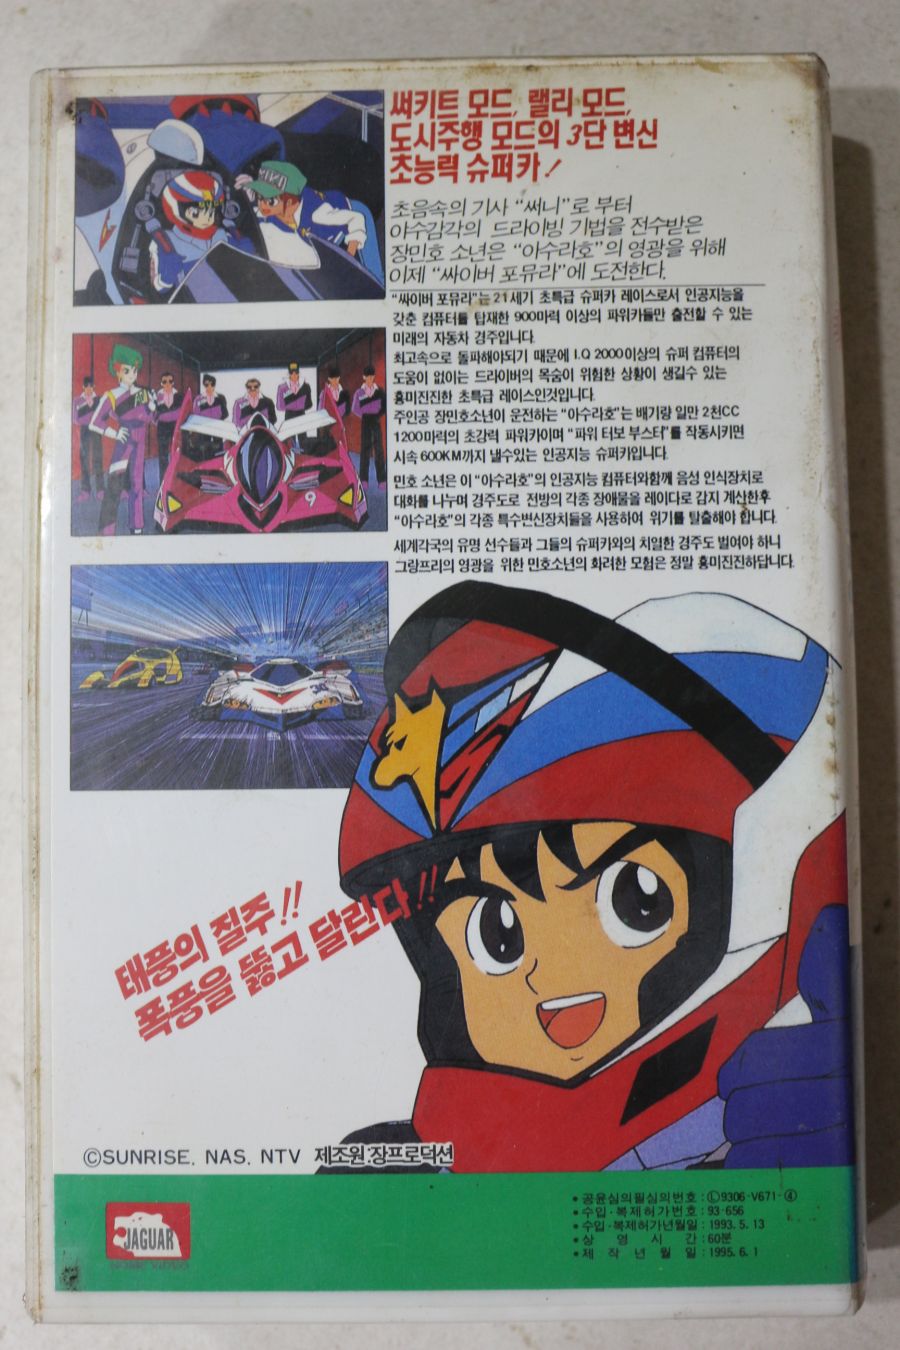 써키트 모드, 랠리 모드,
도시주행 모드의 3단 변신
초능력 슈퍼카!
초음속의 기사 “써니”로 부터
아수감각의 드라이빙 기법을 전수받은
장민호 소년은 “아수라호”의 영광을 위해
이제 “싸이버 포뮤라”에 도전한다.
“싸이버 포뮤라”는 21세기 초특급 슈퍼카 레이스로서 인공지능을
갖춘 컴퓨터를 탑재한 900마력 이상의 파워카들만 출전할 수 있는
미래의 자동차 경주입니다.
최고속으로 돌파해야되기 때문에 I.Q 2000이상의 슈퍼 컴퓨터의
도움이 없이는 드라이버의 목숨이 위험한 상황이 생길수 있는
흥미진진한 초특급 레이스인것입니다.
주인공 장민호소년이 운전하는 “아수라호”는 배기량 일만 2천CC
1200마력의 초강력 파워카이며 “파워 터보 부스터”를 작동시키면
시속 600KM까지 낼수있는 인공지능 슈퍼카입니다.
민호 소년은 이 “아수라호”의 인공지능 컴퓨터와함께 음성 인식장치로
대화를 나누며 경주도로 전방의 각종 장애물을 레이다로 감지 계산한후
“아수라호”의 각종 특수변신장치들을 사용하여 위기를 탈출해야 합니다.
세계각국의 유명 선수들과 그들의 슈퍼카와의 치열한 경주도 벌여야 하니
그랑프리의 영광을 위한 민호소년의 화려한 모험은 정말 흥미진진하답니다.
9
태풍의 질주!!
폭풍을 뚫고 달린다!!
©SUNRISE, NAS, NTV 제조원:장프로덕션
JAGUAR
HOME VIDEO
• 공윤심의필심의번호 : Ⓛ9306-V671-④
• 수입·복제허가번호 : 93-656
• 수입·복제허가년월일 : 1993. 5. 13
• 상영시간 : 60분
• 제작년월일 : 1995. 6. 1